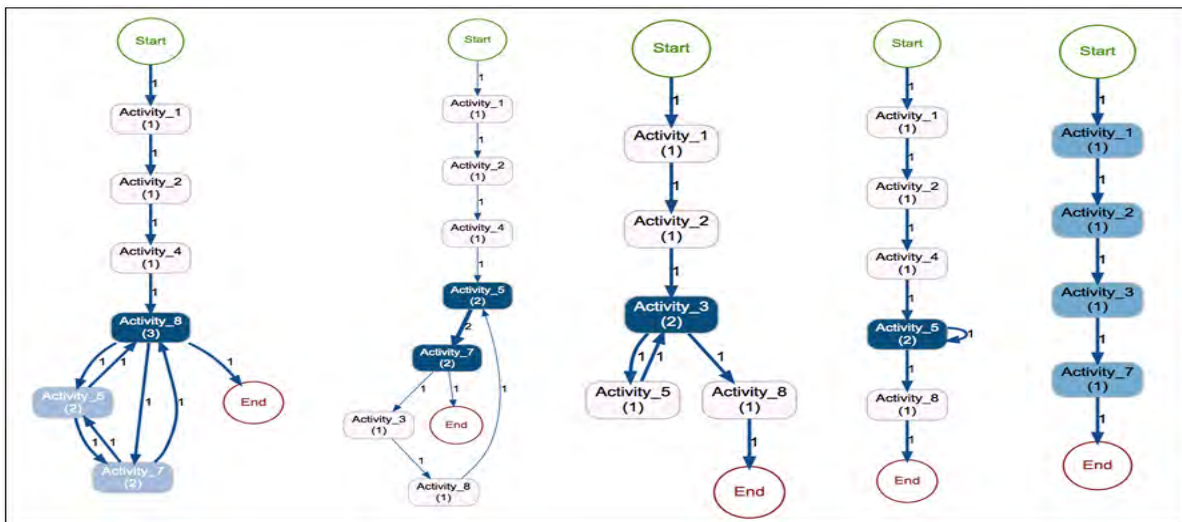 Start
1
Activity_1
(1)
1
Activity_2
(1)
1
Activity_4
(1)
1
Activity_8
(3)
1
1
1
1
1
Activity_5
(2)
End
1
1
Activity_7
(2)
Start
1
Activity_1
(1)
1
Activity_2
(1)
1
Activity_4
(1)
1
Activity_5
(2)
2
Activity_7
(2)
1
1
1
Activity_3
(1)
End
1
Activity_8
(1)
Start
1
Activity_1
(1)
1
Activity_2
(1)
1
Activity_3
(2)
1
1
1
Activity_5
(1)
Activity_8
(1)
1
End
Start
1
Activity_1
(1)
1
Activity_2
(1)
1
Activity_4
(1)
1
Activity_5
(2)
1
1
Activity_8
(1)
1
End
Start
1
Activity_1
(1)
1
Activity_2
(1)
1
Activity_3
(1)
1
Activity_7
(1)
1
End